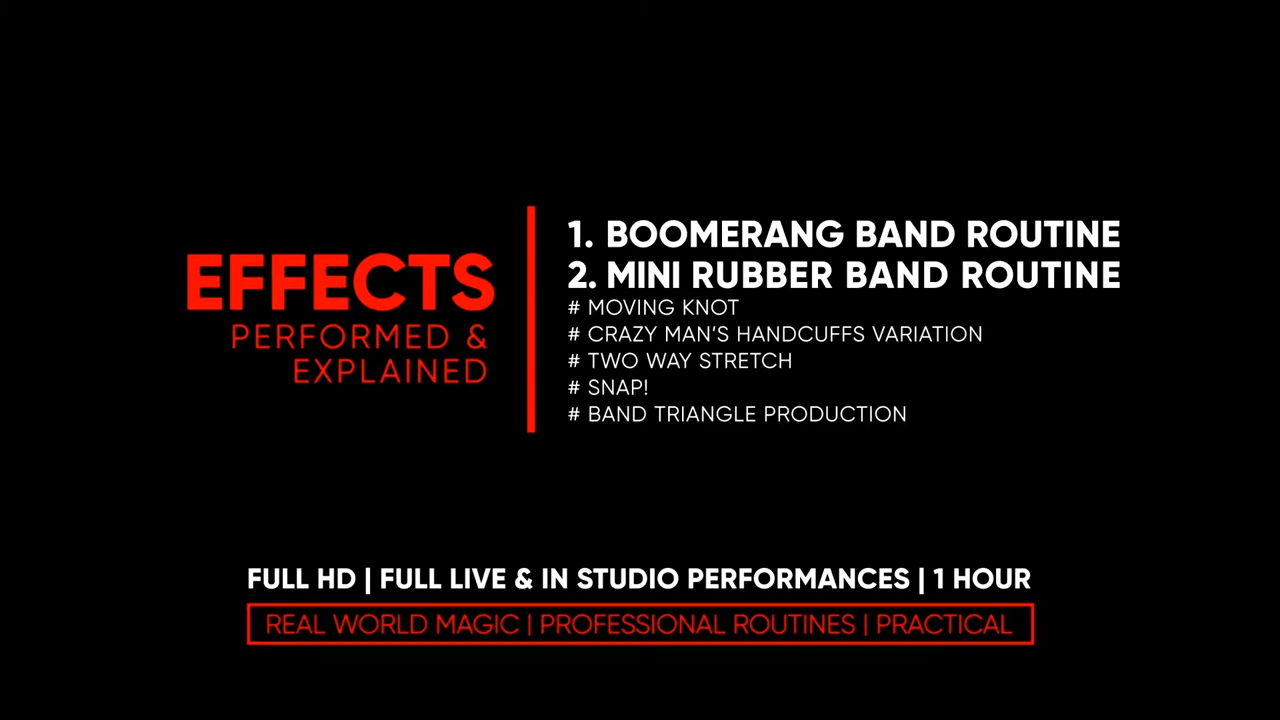 EFFECTS
PERFORMED &
EXPLAINED
1. BOOMERANG BAND ROUTINE
2. MINI RUBBER BAND ROUTINE
# MOVING KNOT
# CRAZY MAN'S HANDCUFFS VARIATION
# TWO WAY STRETCH
# SNAP!
# BAND TRIANGLE PRODUCTION
FULL HD | FULL LIVE & IN STUDIO PERFORMANCES | 1 HOUR
REAL WORLD MAGIC | PROFESSIONAL ROUTINES | PRACTICAL